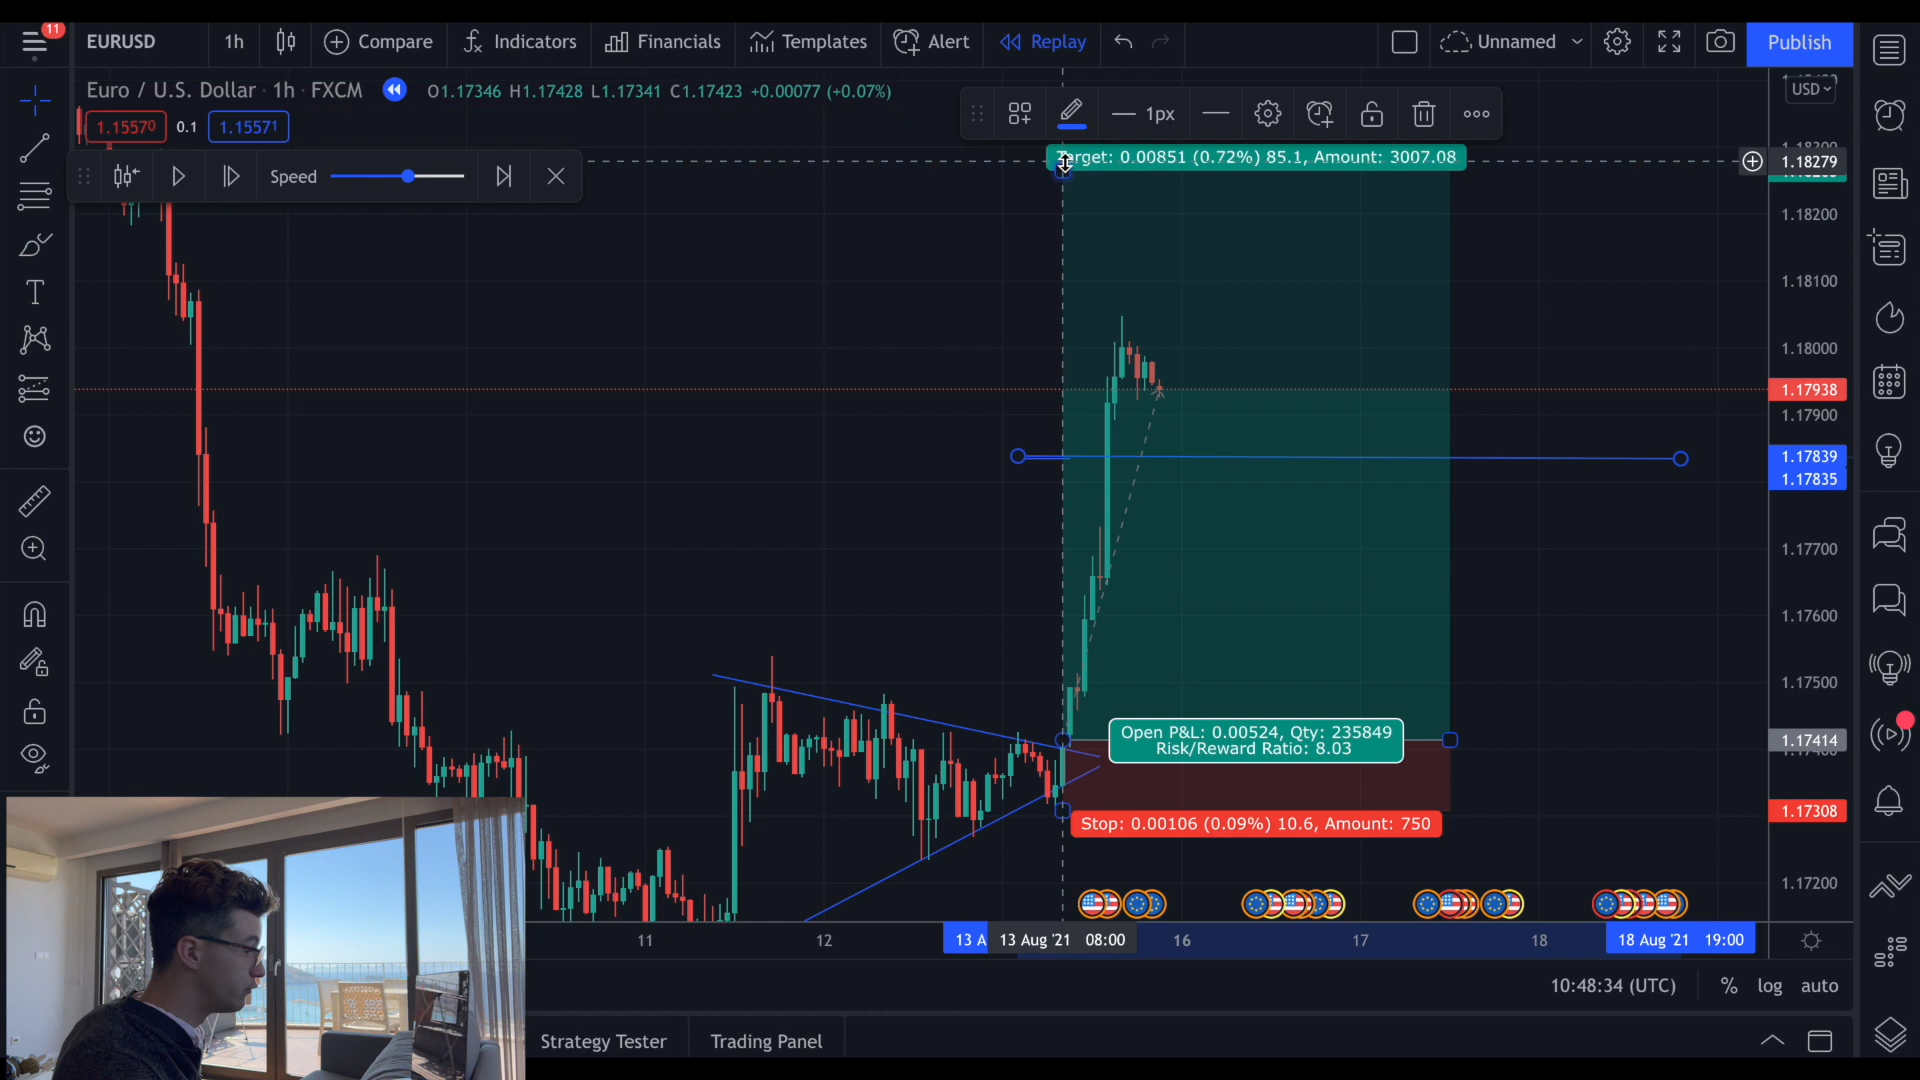 11
EURUSD
1h
Compare
Indicators
Financials
Templates
Alert
Replay
Unnamed
Publish
Euro / U.S. Dollar · 1h · FXCM
O1.17346 H1.17428 L1.17341 C1.17423 +0.00077 (+0.07%)
USD
1.15570
0.1
1.15571
1px
Speed
Target: 0.00851 (0.72%) 85.1, Amount: 3007.08
1.18279
1.18200
1.18100
1.18000
1.17938
1.17900
1.17839
1.17835
1.17700
1.17600
1.17500
Open P&L: 0.00524, Qty: 235849
Risk/Reward Ratio: 8.03
1.17414
1.17308
Stop: 0.00106 (0.09%) 10.6, Amount: 750
1.17200
11
12
13 A
13 Aug '21 08:00
16
17
18
18 Aug '21 19:00
10:48:34 (UTC)
%
log
auto
Strategy Tester
Trading Panel